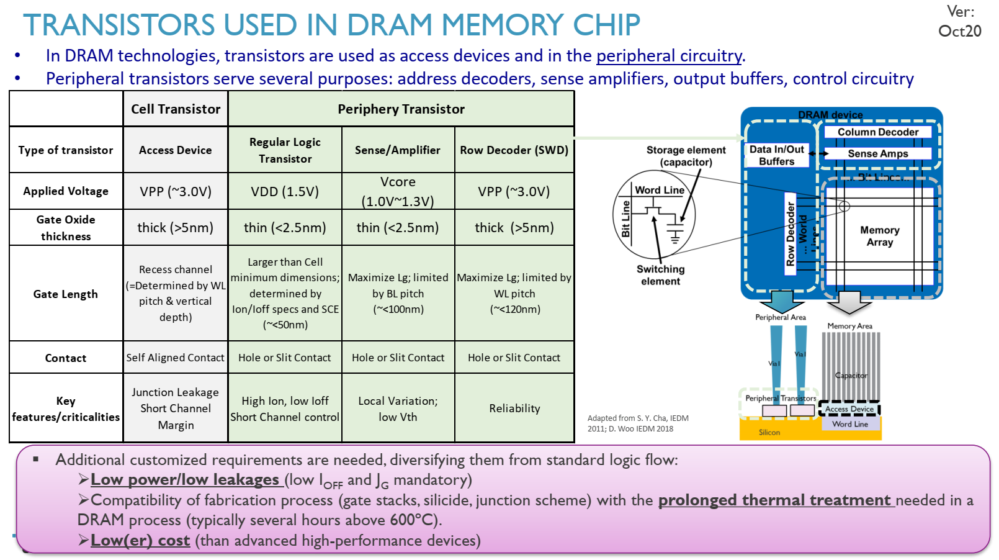 TRANSISTORS USED IN DRAM MEMORY CHIP
Ver:
Oct20
• In DRAM technologies, transistors are used as access devices and in the peripheral circuitry.
• Peripheral transistors serve several purposes: address decoders, sense amplifiers, output buffers, control circuitry
Cell Transistor
Periphery Transistor
Type of transistor
Access Device
Regular Logic
Transistor
Sense/Amplifier
Row Decoder (SWD)
Applied Voltage
VPP (~3.0V)
VDD (1.5V)
Vcore
(1.0V~1.3V)
VPP (~3.0V)
Gate Oxide
thickness
thick (>5nm)
thin (<2.5nm)
thin (<2.5nm)
thick (>5nm)
Gate Length
Recess channel
(=Determined by WL
pitch & vertical
depth)
Larger than Cell
minimum dimensions;
determined by
Ion/Ioff specs and SCE
(~<50nm)
Maximize Lg; limited
by BL pitch
(~<100nm)
Maximize Lg; limited by
WL pitch
(~<120nm)
Contact
Self Aligned Contact
Hole or Slit Contact
Hole or Slit Contact
Hole or Slit Contact
Key
features/criticalities
Junction Leakage
Short Channel
Margin
High Ion, low Ioff
Short Channel control
Local Variation;
low Vth
Reliability
DRAM device
Column Decoder
Data In/Out
Buffers
Sense Amps
... Bit Lines...
Row Decoder
... World
Lines
Memory
Array
Storage element
(capacitor)
Word Line
Bit Line
Switching
element
Peripheral Area
Memory Area
Via1
Via1
Capacitor
Peripheral Transistors
Access Device
Word Line
Silicon
Adapted from S. Y. Cha, IEDM
2011; D. Woo IEDM 2018
▪ Additional customized requirements are needed, diversifying them from standard logic flow:
➢Low power/low leakages (low IOFF and JG mandatory)
➢Compatibility of fabrication process (gate stacks, silicide, junction scheme) with the prolonged thermal treatment needed in a
DRAM process (typically several hours above 600°C).
➢Low(er) cost (than advanced high-performance devices)